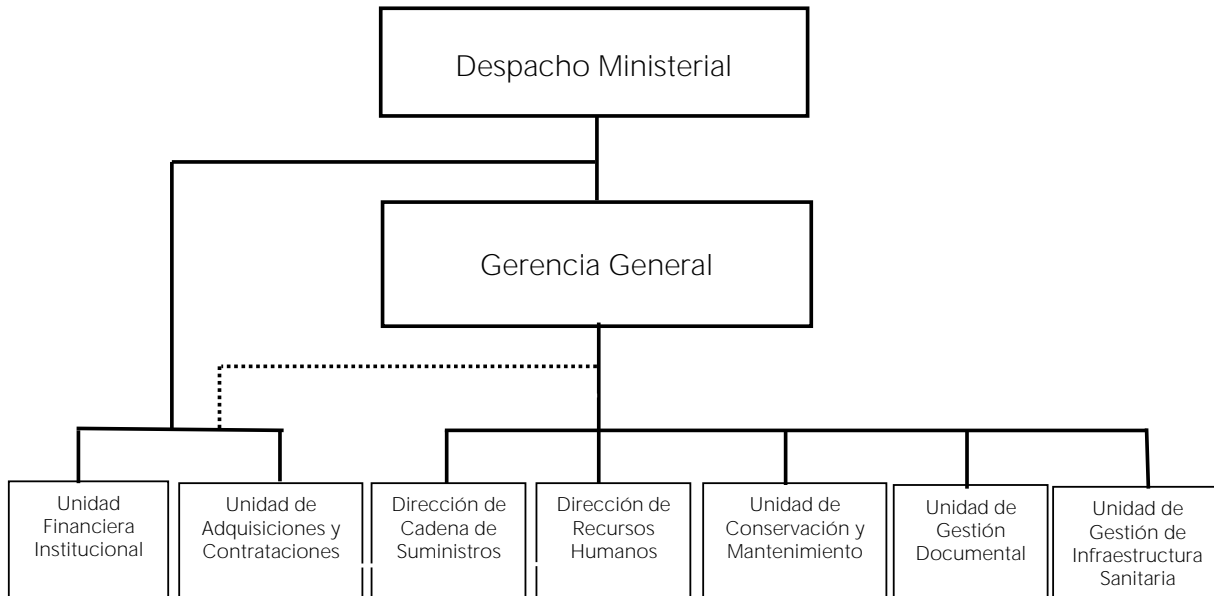 Despacho Ministerial
Gerencia General
Unidad
Financiera
Institucional
Unidad de
Adquisiciones y
Contrataciones
Dirección de
Cadena de
Suministros
Dirección de
Recursos
Humanos
Unidad de
Conservación y
Mantenimiento
Unidad de
Gestión
Documental
Unidad de
Gestión de
Infraestructura
Sanitaria